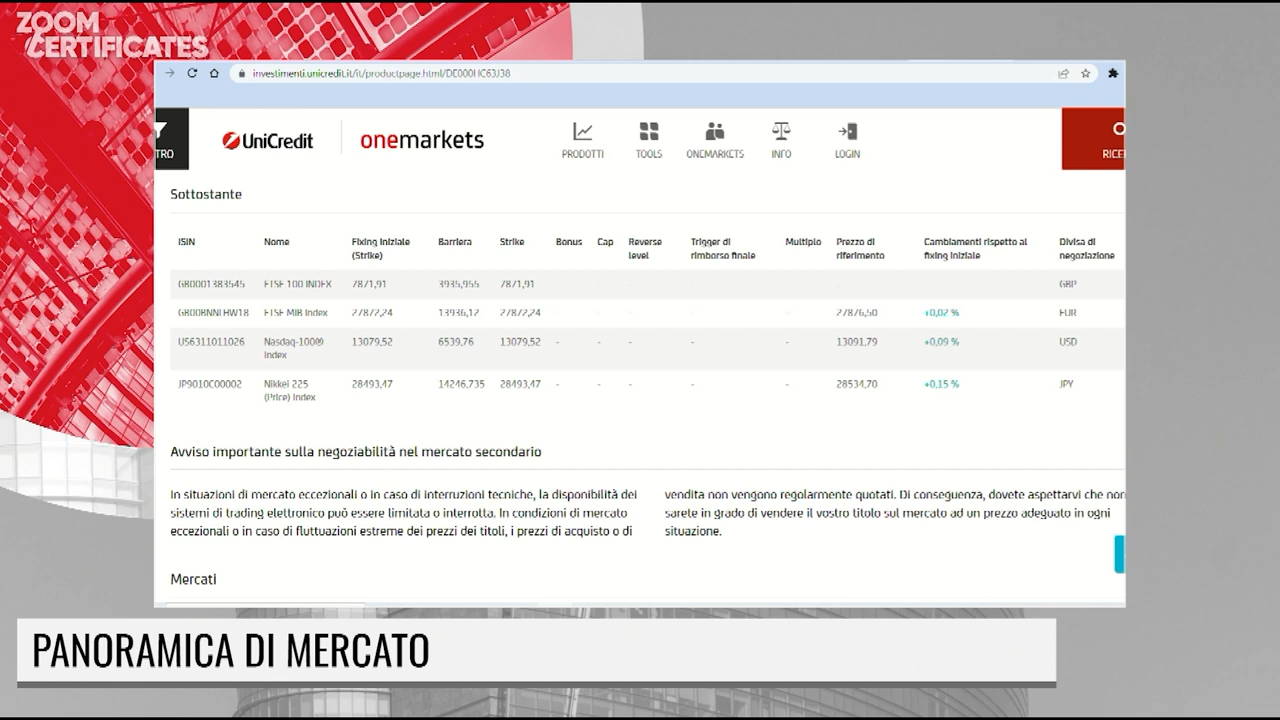 ZOOM
CERTIFICATES
investimenti.unicredit.it/it/productpage.html/DE000HC63J38
TRO
UniCredit
onemarkets
PRODOTTI
TOOLS
ONEMARKETS
INFO
LOGIN
RICE
Sottostante
ISIN Nome Fixing Iniziale (Strike) Barriera Strike Bonus Cap Reverse level Trigger di rimborso finale Multiplo Prezzo di riferimento Cambiamenti rispetto al fixing iniziale Divisa di negoziazione
GB0001383545 FTSE 100 INDEX 7871,91 3935,955 7871,91 GBP
GB00BNNLHW18 FTSE MIB Index 27872,24 13936,12 27872,24 - - - - - 27876,50 +0,02 % EUR
US6311011026 Nasdaq-100® Index 13079,52 6539,76 13079,52 - - - - - 13091,79 +0,09 % USD
JP9010C00002 Nikkei 225 (Price) Index 28493,47 14246,735 28493,47 - - - - - 28534,70 +0,15 % JPY
Avviso importante sulla negoziabilità nel mercato secondario
In situazioni di mercato eccezionali o in caso di interruzioni tecniche, la disponibilità dei
sistemi di trading elettronico può essere limitata o interrotta. In condizioni di mercato
eccezionali o in caso di fluttuazioni estreme dei prezzi dei titoli, i prezzi di acquisto o di
vendita non vengono regolarmente quotati. Di conseguenza, dovete aspettarvi che non
sarete in grado di vendere il vostro titolo sul mercato ad un prezzo adeguato in ogni
situazione.
Mercati
PANORAMICA DI MERCATO